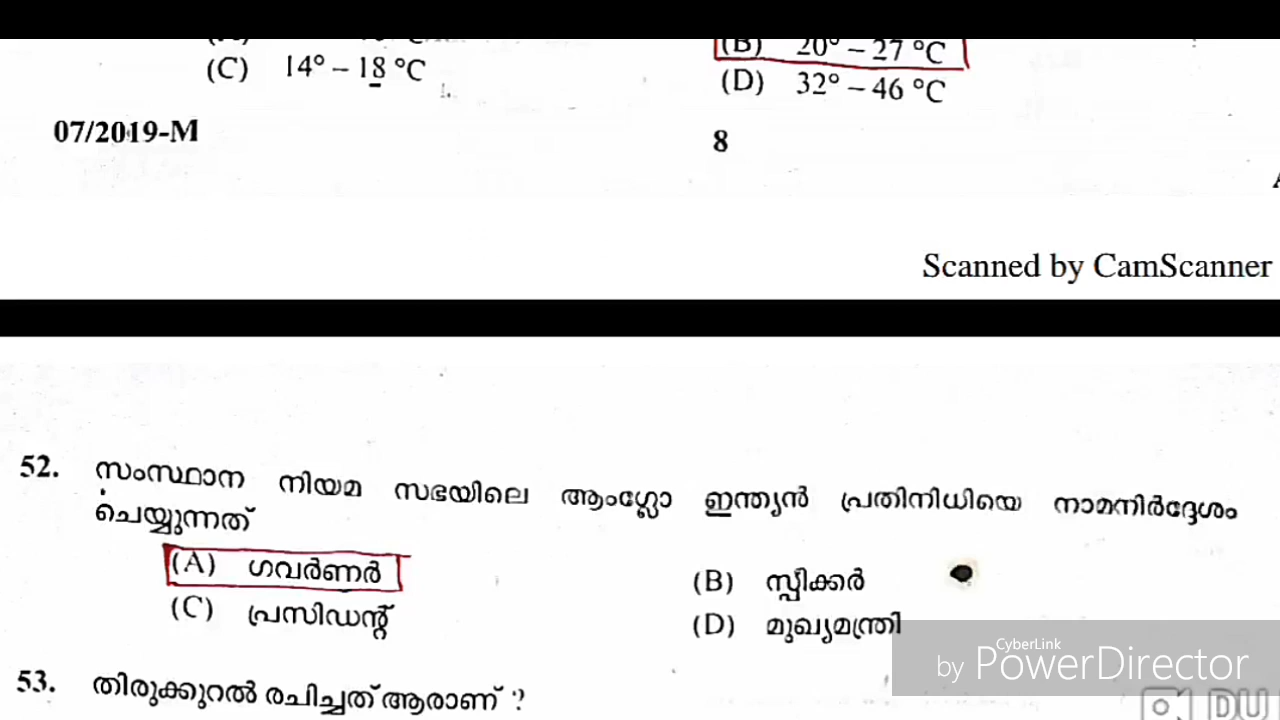 (B) 20° – 27 °C
(C) 14° – 18 °C
(D) 32° – 46 °C
07/2019-M
8
Scanned by CamScanner
52. സംസ്ഥാന നിയമ സഭയിലെ ആംഗ്ലോ ഇന്ത്യൻ പ്രതിനിധിയെ നാമനിർദ്ദേശം
ചെയ്യുന്നത്
(A) ഗവർണർ
(B) സ്പീക്കർ
(C) പ്രസിഡന്റ്
(D) മുഖ്യമന്ത്രി
CyberLink
by PowerDirector
53. തിരുക്കുറൽ രചിച്ചത് ആരാണ് ?
DU